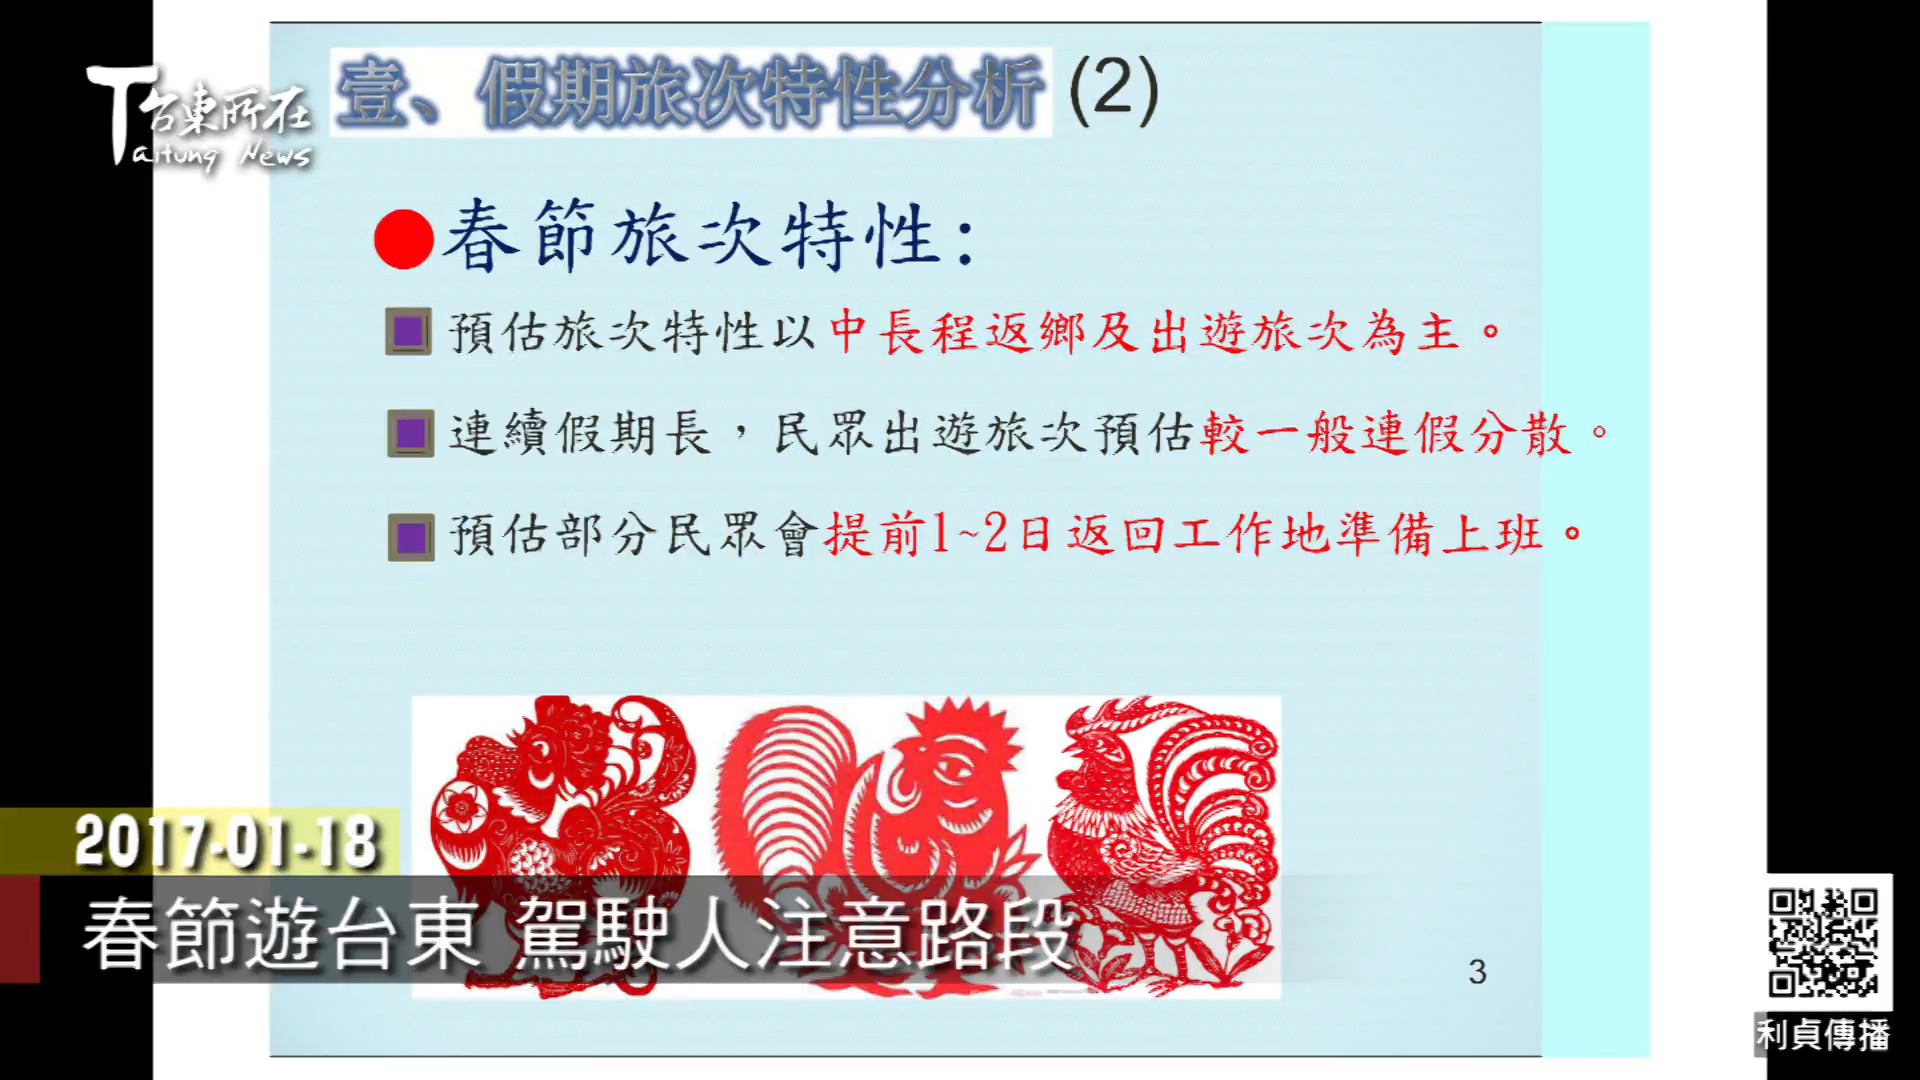 台東所在
Taitung News
壹、假期旅次特性分析 (2)
春節旅次特性:
預估旅次特性以中長程返鄉及出遊旅次為主。
連續假期長，民眾出遊旅次預估較一般連假分散。
預估部分民眾會提前1~2日返回工作地準備上班。
2017-01-18
春節遊台東 駕駛人注意路段
3
利貞傳播